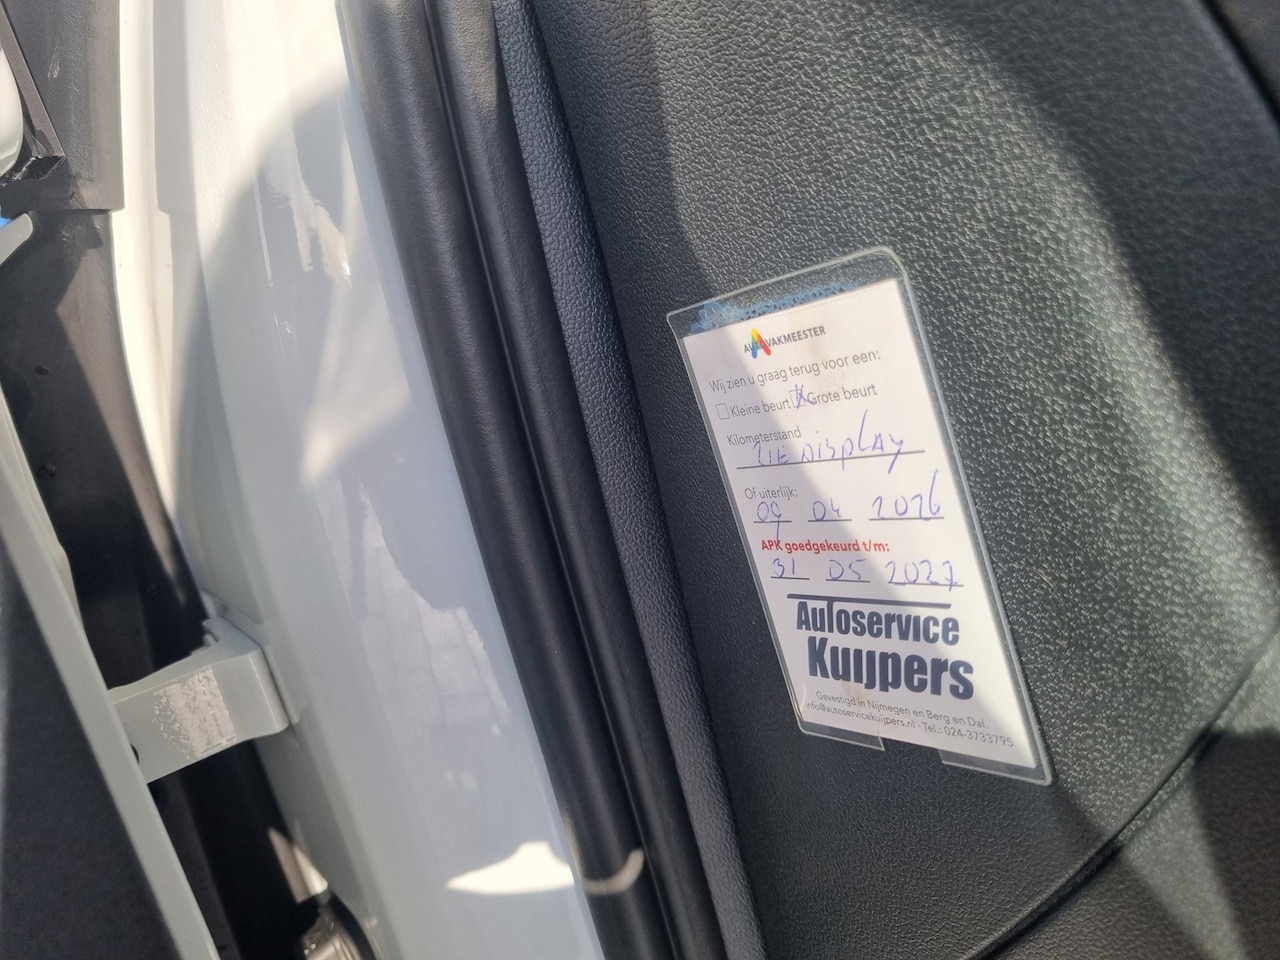 AUTOVAKMEESTER
Wij zien u graag terug voor een:
Kleine beurt Grote beurt
Kilometerstand
ZIE Display
Of uiterlijk:
09 04 2026
APK goedgekeurd t/m:
31 05 2027
AUTOSERVICE
KUIJPERS
Gevestigd in Nijmegen en Berg en Dal.
info@autoservicekuijpers.nl - Tel.: 024-3733795